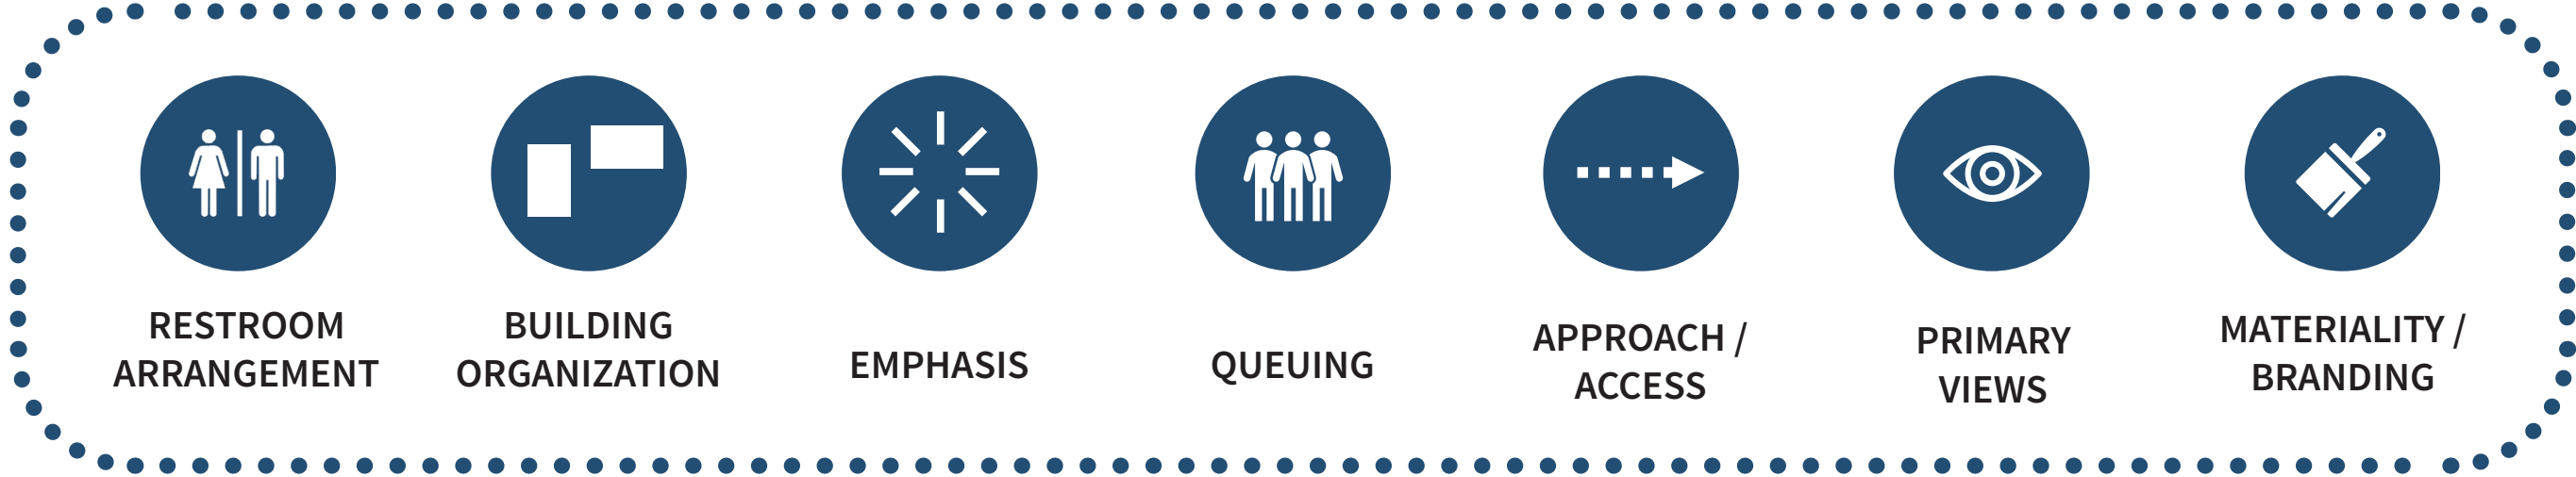 RESTROOM
ARRANGEMENT
BUILDING
ORGANIZATION
EMPHASIS
QUEUING
APPROACH /
ACCESS
PRIMARY
VIEWS
MATERIALITY /
BRANDING